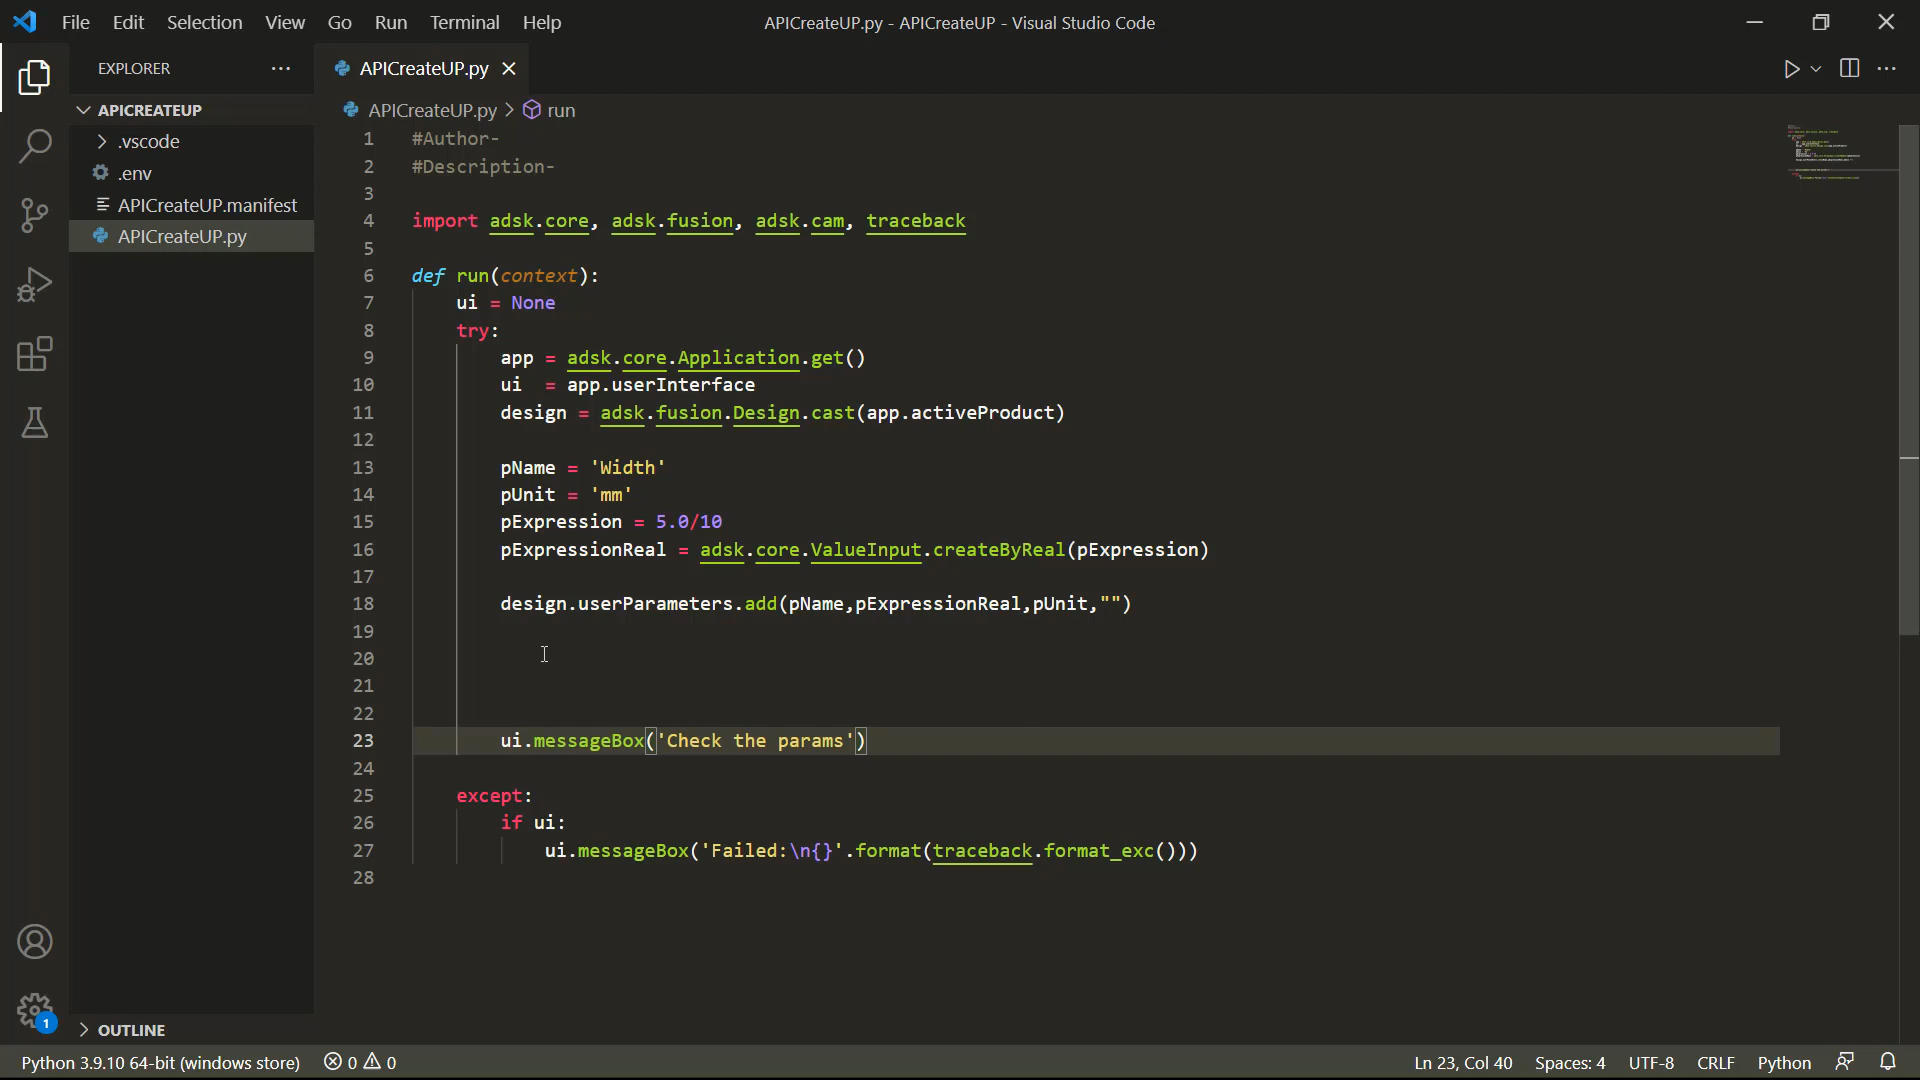 File Edit Selection View Go Run Terminal Help APICreateUP.py - APICreateUP - Visual Studio Code
EXPLORER
APICREATEUP
.vscode
.env
APICreateUP.manifest
APICreateUP.py
APICreateUP.py
APICreateUP.py run
1 #Author-
2 #Description-
3
4 import adsk.core, adsk.fusion, adsk.cam, traceback
5
6 def run(context):
7 ui = None
8 try:
9 app = adsk.core.Application.get()
10 ui  = app.userInterface
11 design = adsk.fusion.Design.cast(app.activeProduct)
12
13 pName = 'Width'
14 pUnit = 'mm'
15 pExpression = 5.0/10
16 pExpressionReal = adsk.core.ValueInput.createByReal(pExpression)
17
18 design.userParameters.add(pName,pExpressionReal,pUnit,"")
19
20
21
22
23 ui.messageBox('Check the params')
24
25 except:
26 if ui:
27 ui.messageBox('Failed:\n{}'.format(traceback.format_exc()))
28
1
OUTLINE
Python 3.9.10 64-bit (windows store) 0 0 Ln 23, Col 40 Spaces: 4 UTF-8 CRLF Python